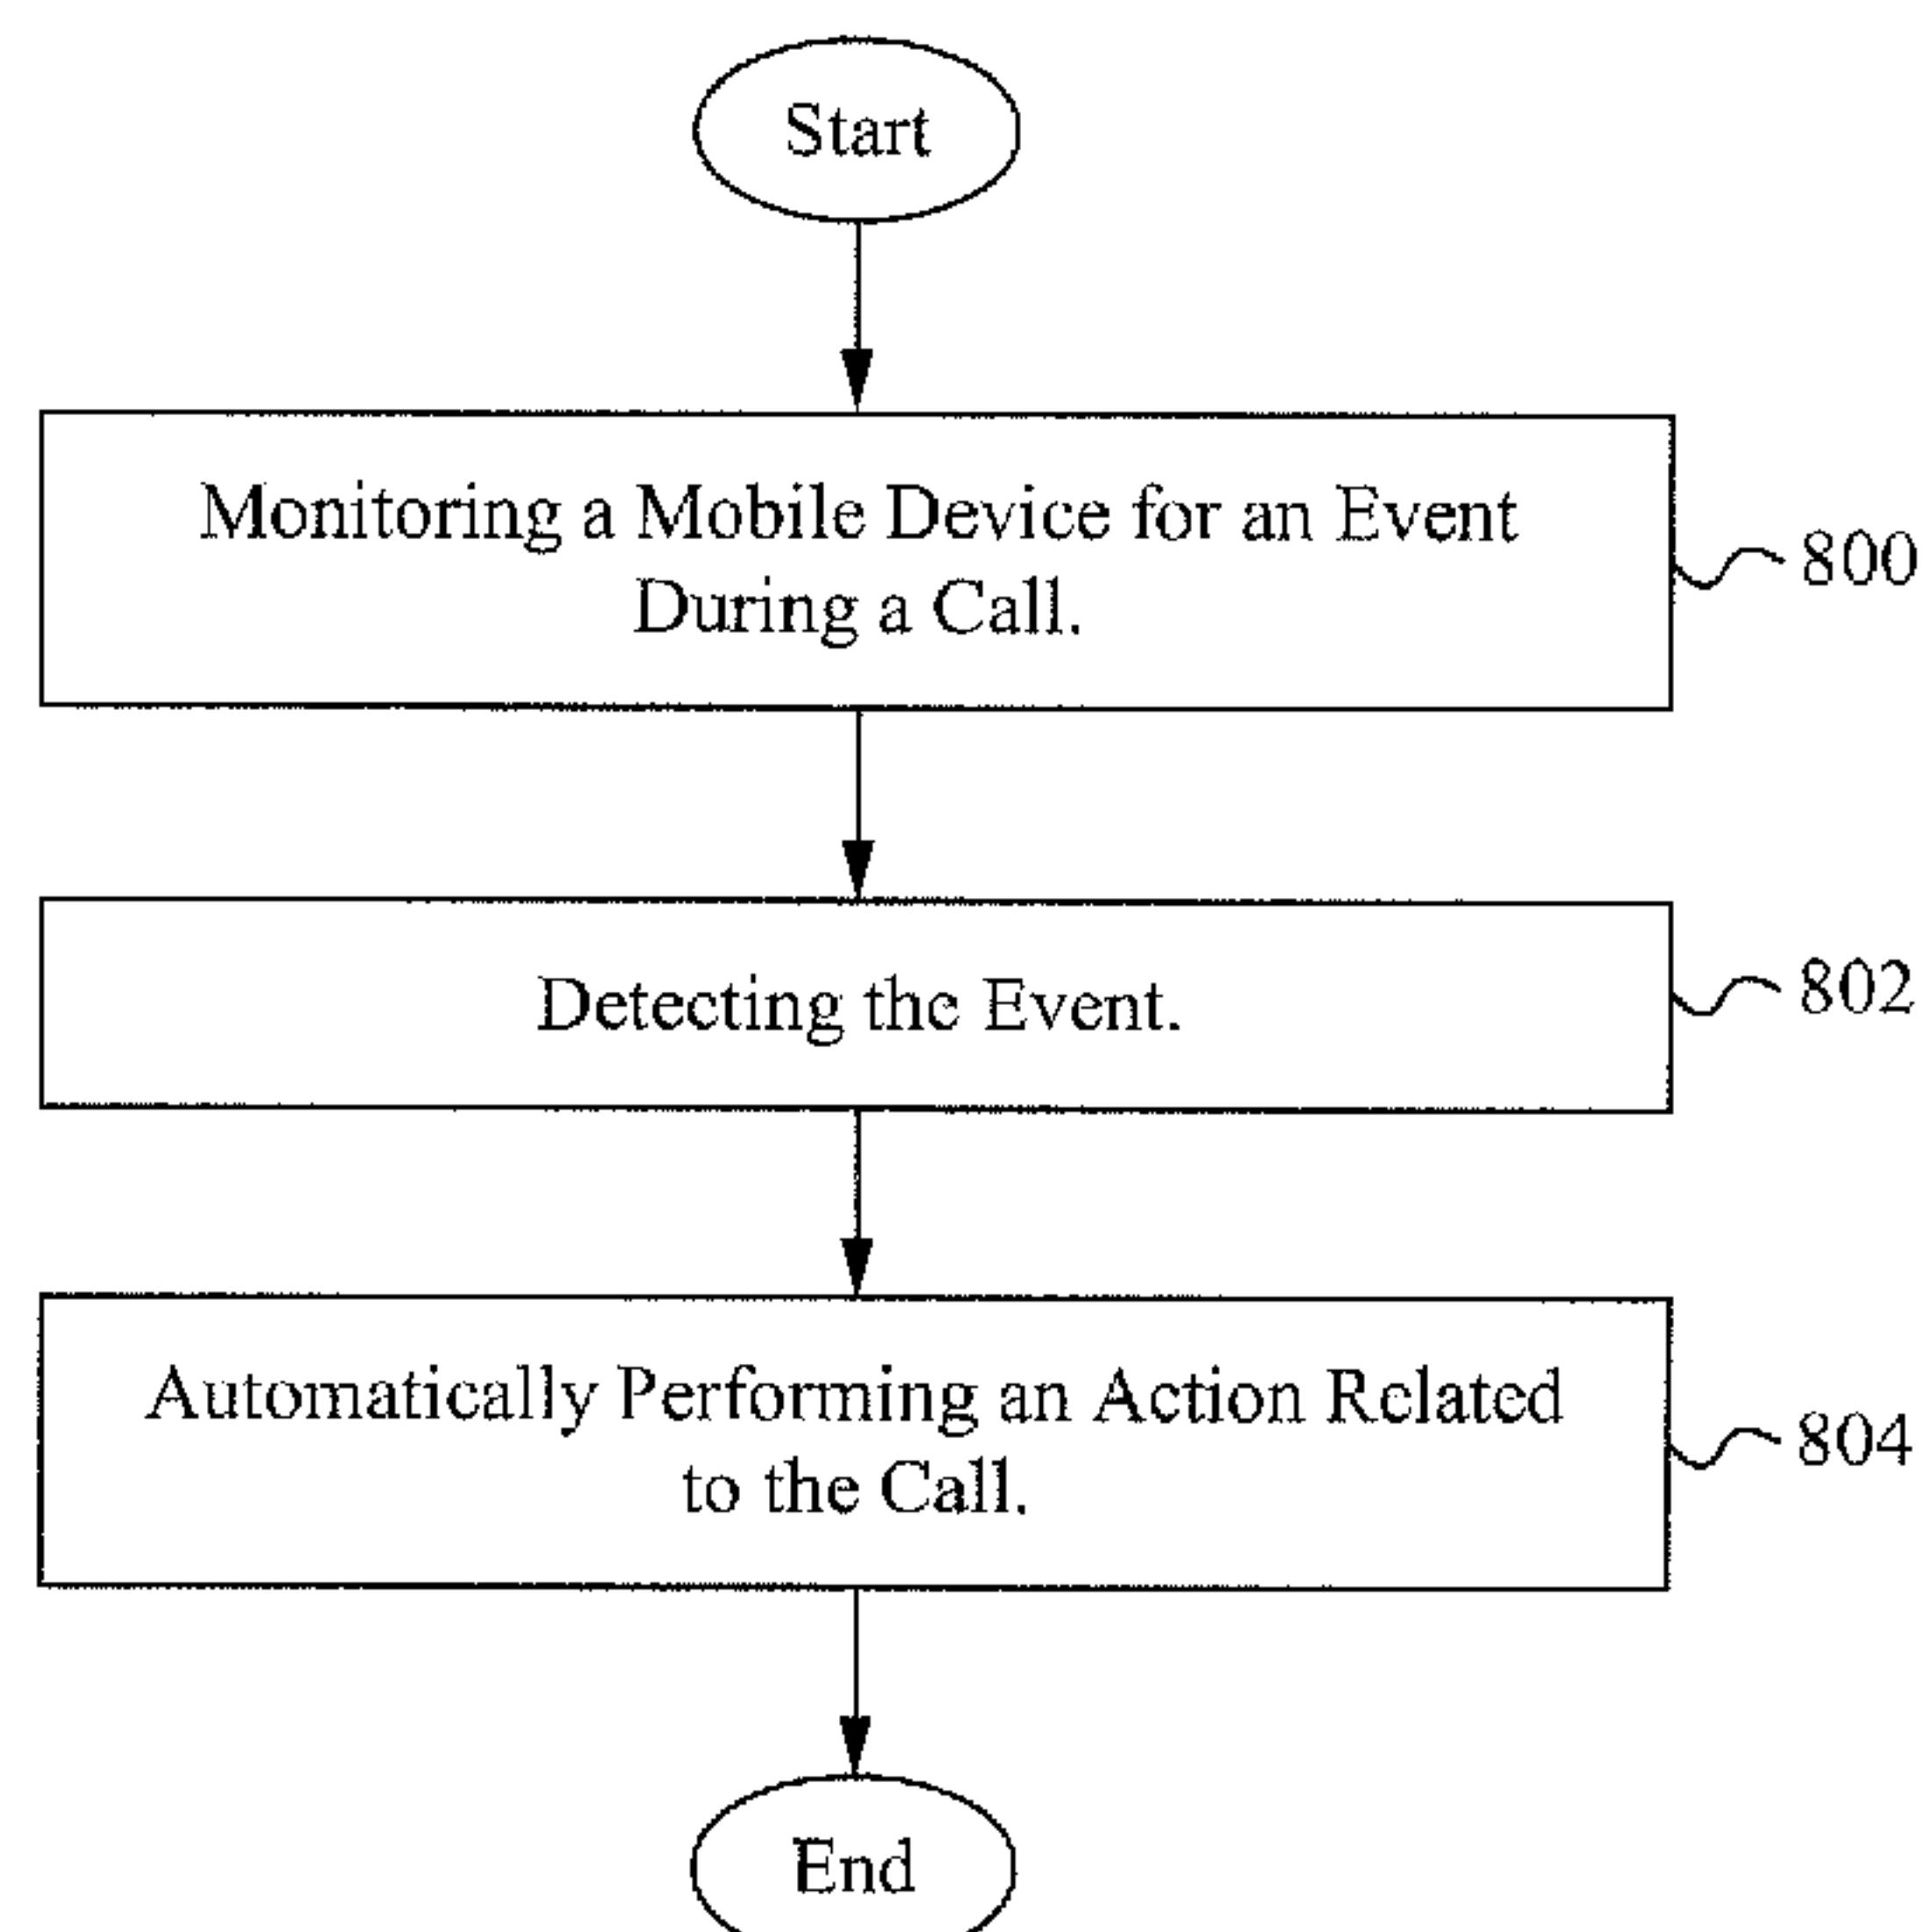 Start
Monitoring a Mobile Device for an Event
During a Call.
800
Detecting the Event.
802
Automatically Performing an Action Related
to the Call.
804
End